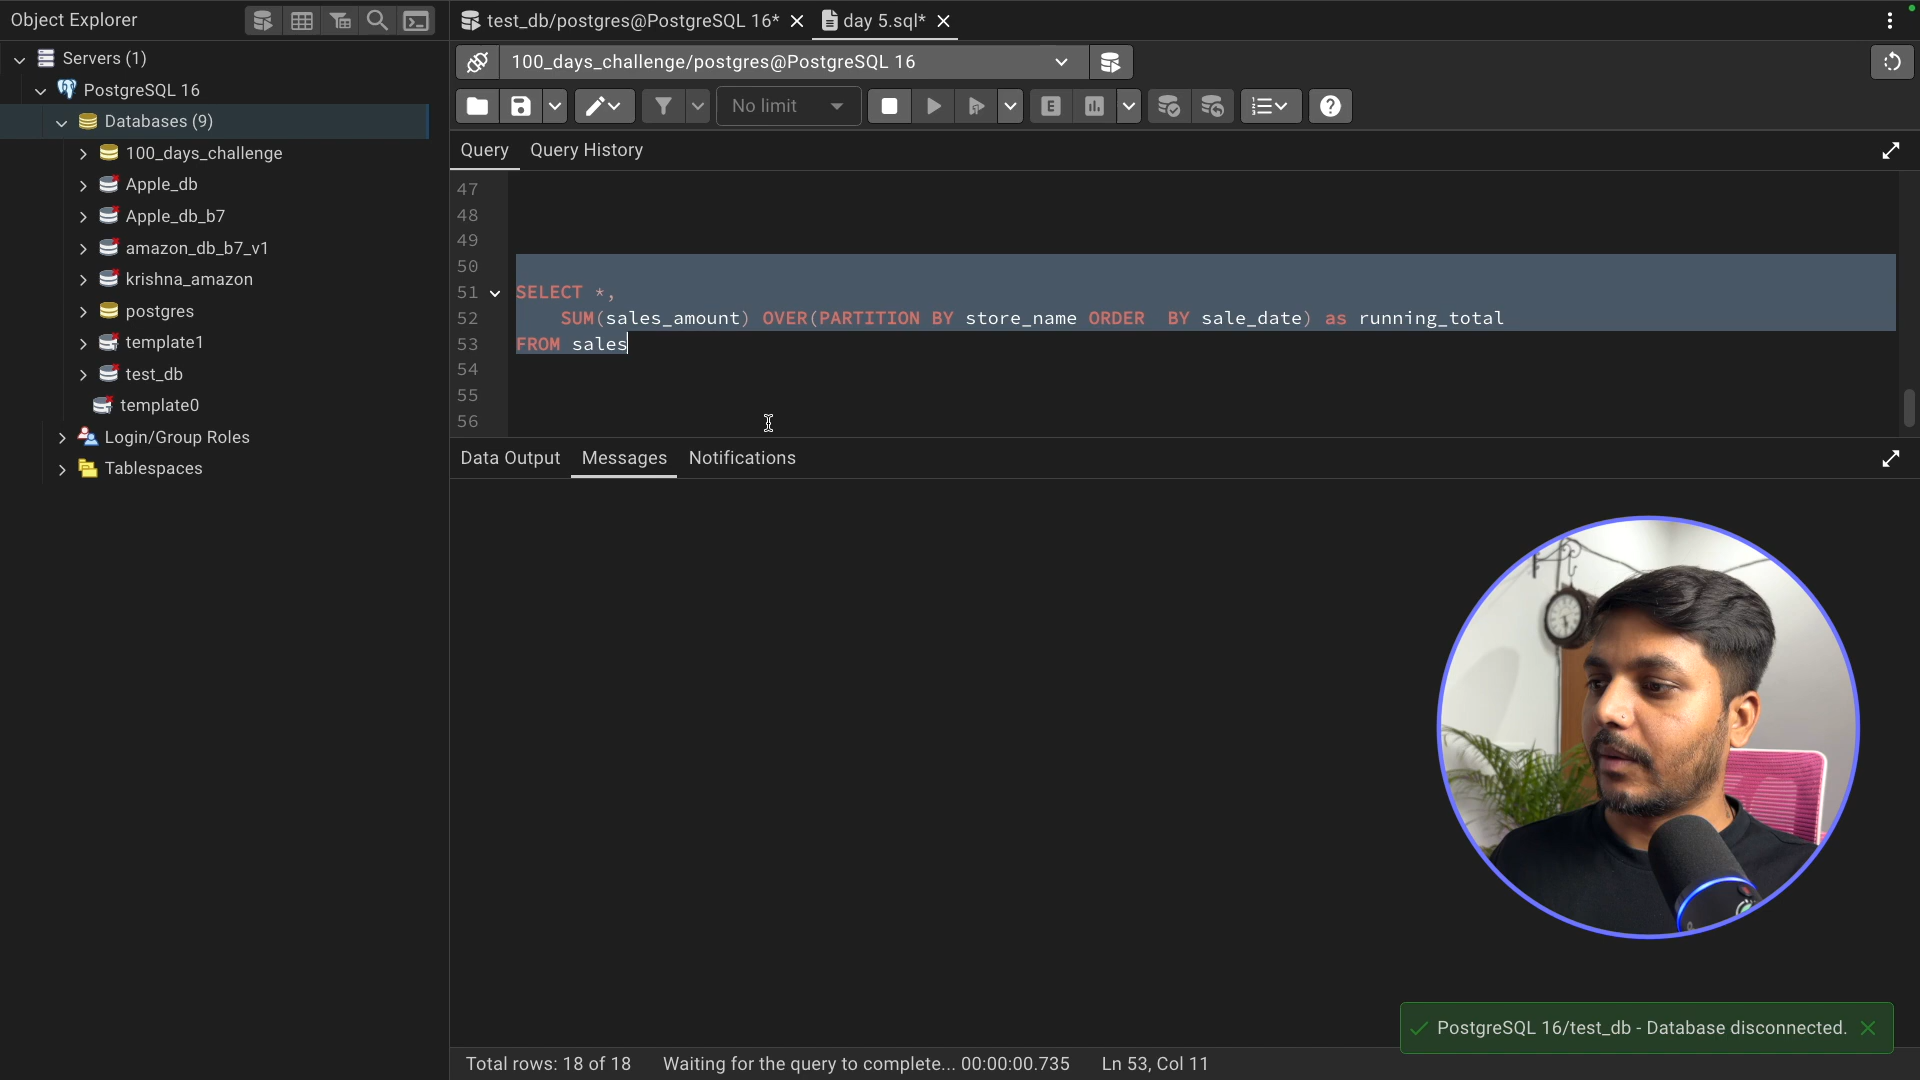 Object Explorer
test_db/postgres@PostgreSQL 16*
day 5.sql*
Servers (1)
PostgreSQL 16
Databases (9)
100_days_challenge
Apple_db
Apple_db_b7
amazon_db_b7_v1
krishna_amazon
postgres
template1
test_db
template0
Login/Group Roles
Tablespaces
100_days_challenge/postgres@PostgreSQL 16
No limit
E
Query
Query History
47
48
49
50
51 SELECT *,
52 SUM(sales_amount) OVER(PARTITION BY store_name ORDER  BY sale_date) as running_total
53 FROM sales
54
55
56
Data Output
Messages
Notifications
PostgreSQL 16/test_db - Database disconnected.
Total rows: 18 of 18
Waiting for the query to complete... 00:00:00.735
Ln 53, Col 11